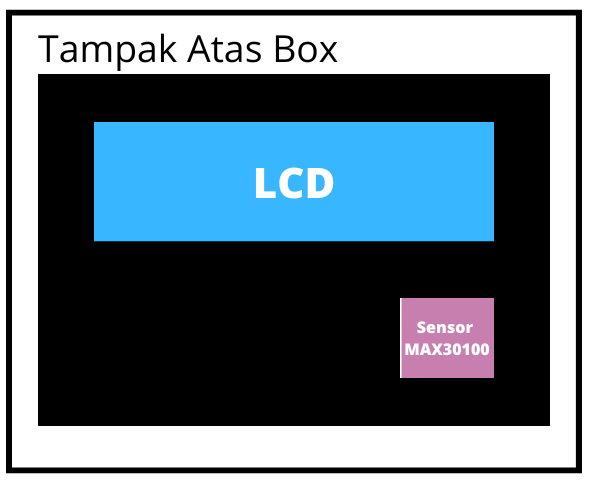 Tampak Atas Box
LCD
Sensor
MAX30100